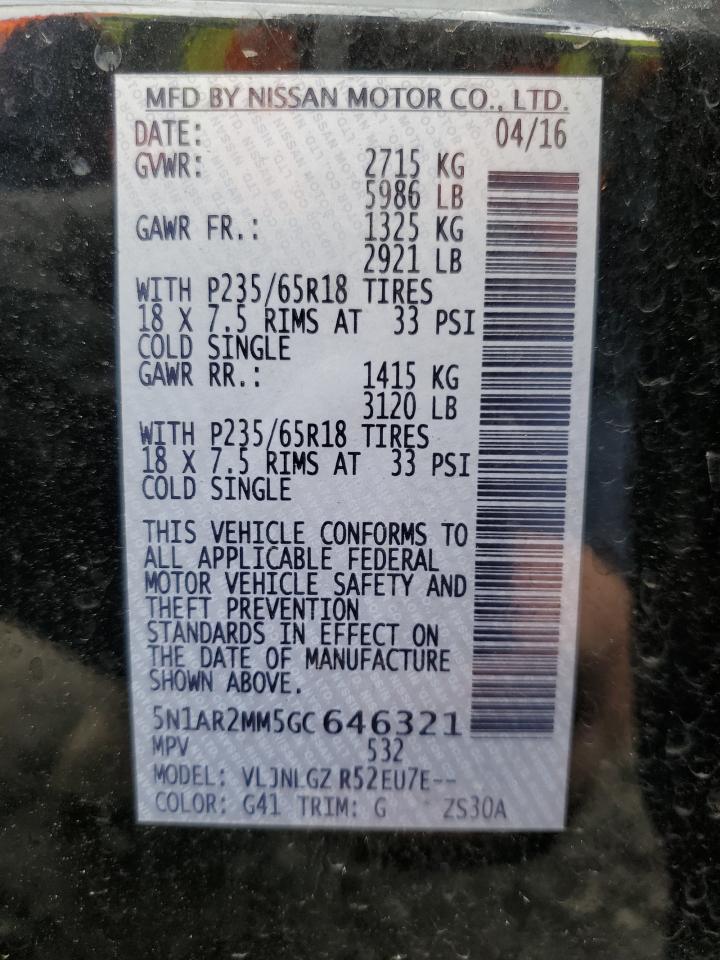 MFD BY NISSAN MOTOR CO., LTD.
DATE: 04/16
GVWR: 2715 KG
5986 LB
GAWR FR.: 1325 KG
2921 LB
WITH P235/65R18 TIRES
18 X 7.5 RIMS AT 33 PSI
COLD SINGLE
GAWR RR.: 1415 KG
3120 LB
WITH P235/65R18 TIRES
18 X 7.5 RIMS AT 33 PSI
COLD SINGLE
THIS VEHICLE CONFORMS TO
ALL APPLICABLE FEDERAL
MOTOR VEHICLE SAFETY AND
THEFT PREVENTION
STANDARDS IN EFFECT ON
THE DATE OF MANUFACTURE
SHOWN ABOVE.
5N1AR2MM5GC646321
MPV 532
MODEL: VLJNLGZ R52EU7E--
COLOR: G41 TRIM: G ZS30A